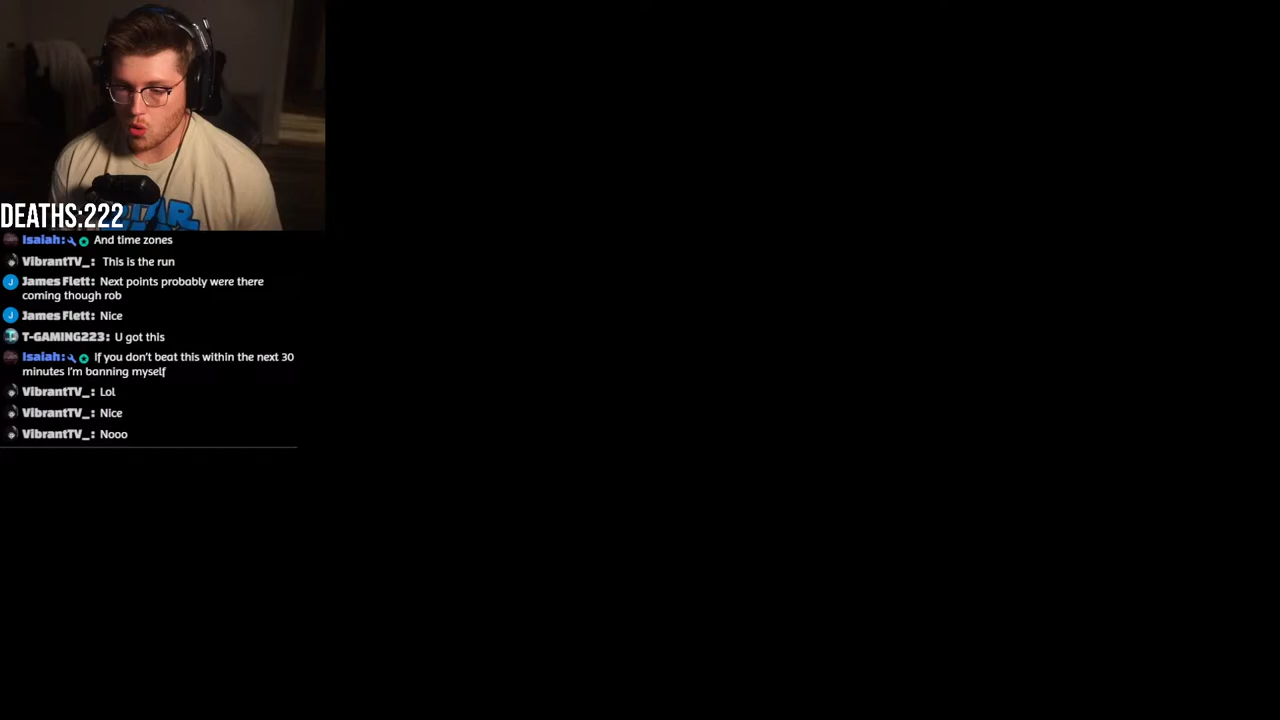 DEATHS:222
Isaiah: And time zones
VibrantTV_: This is the run
James Flett: Next points probably were there
coming though rob
James Flett: Nice
T-GAMING223: U got this
Isaiah: If you don't beat this within the next 30
minutes I'm banning myself
VibrantTV_: Lol
VibrantTV_: Nice
VibrantTV_: Nooo